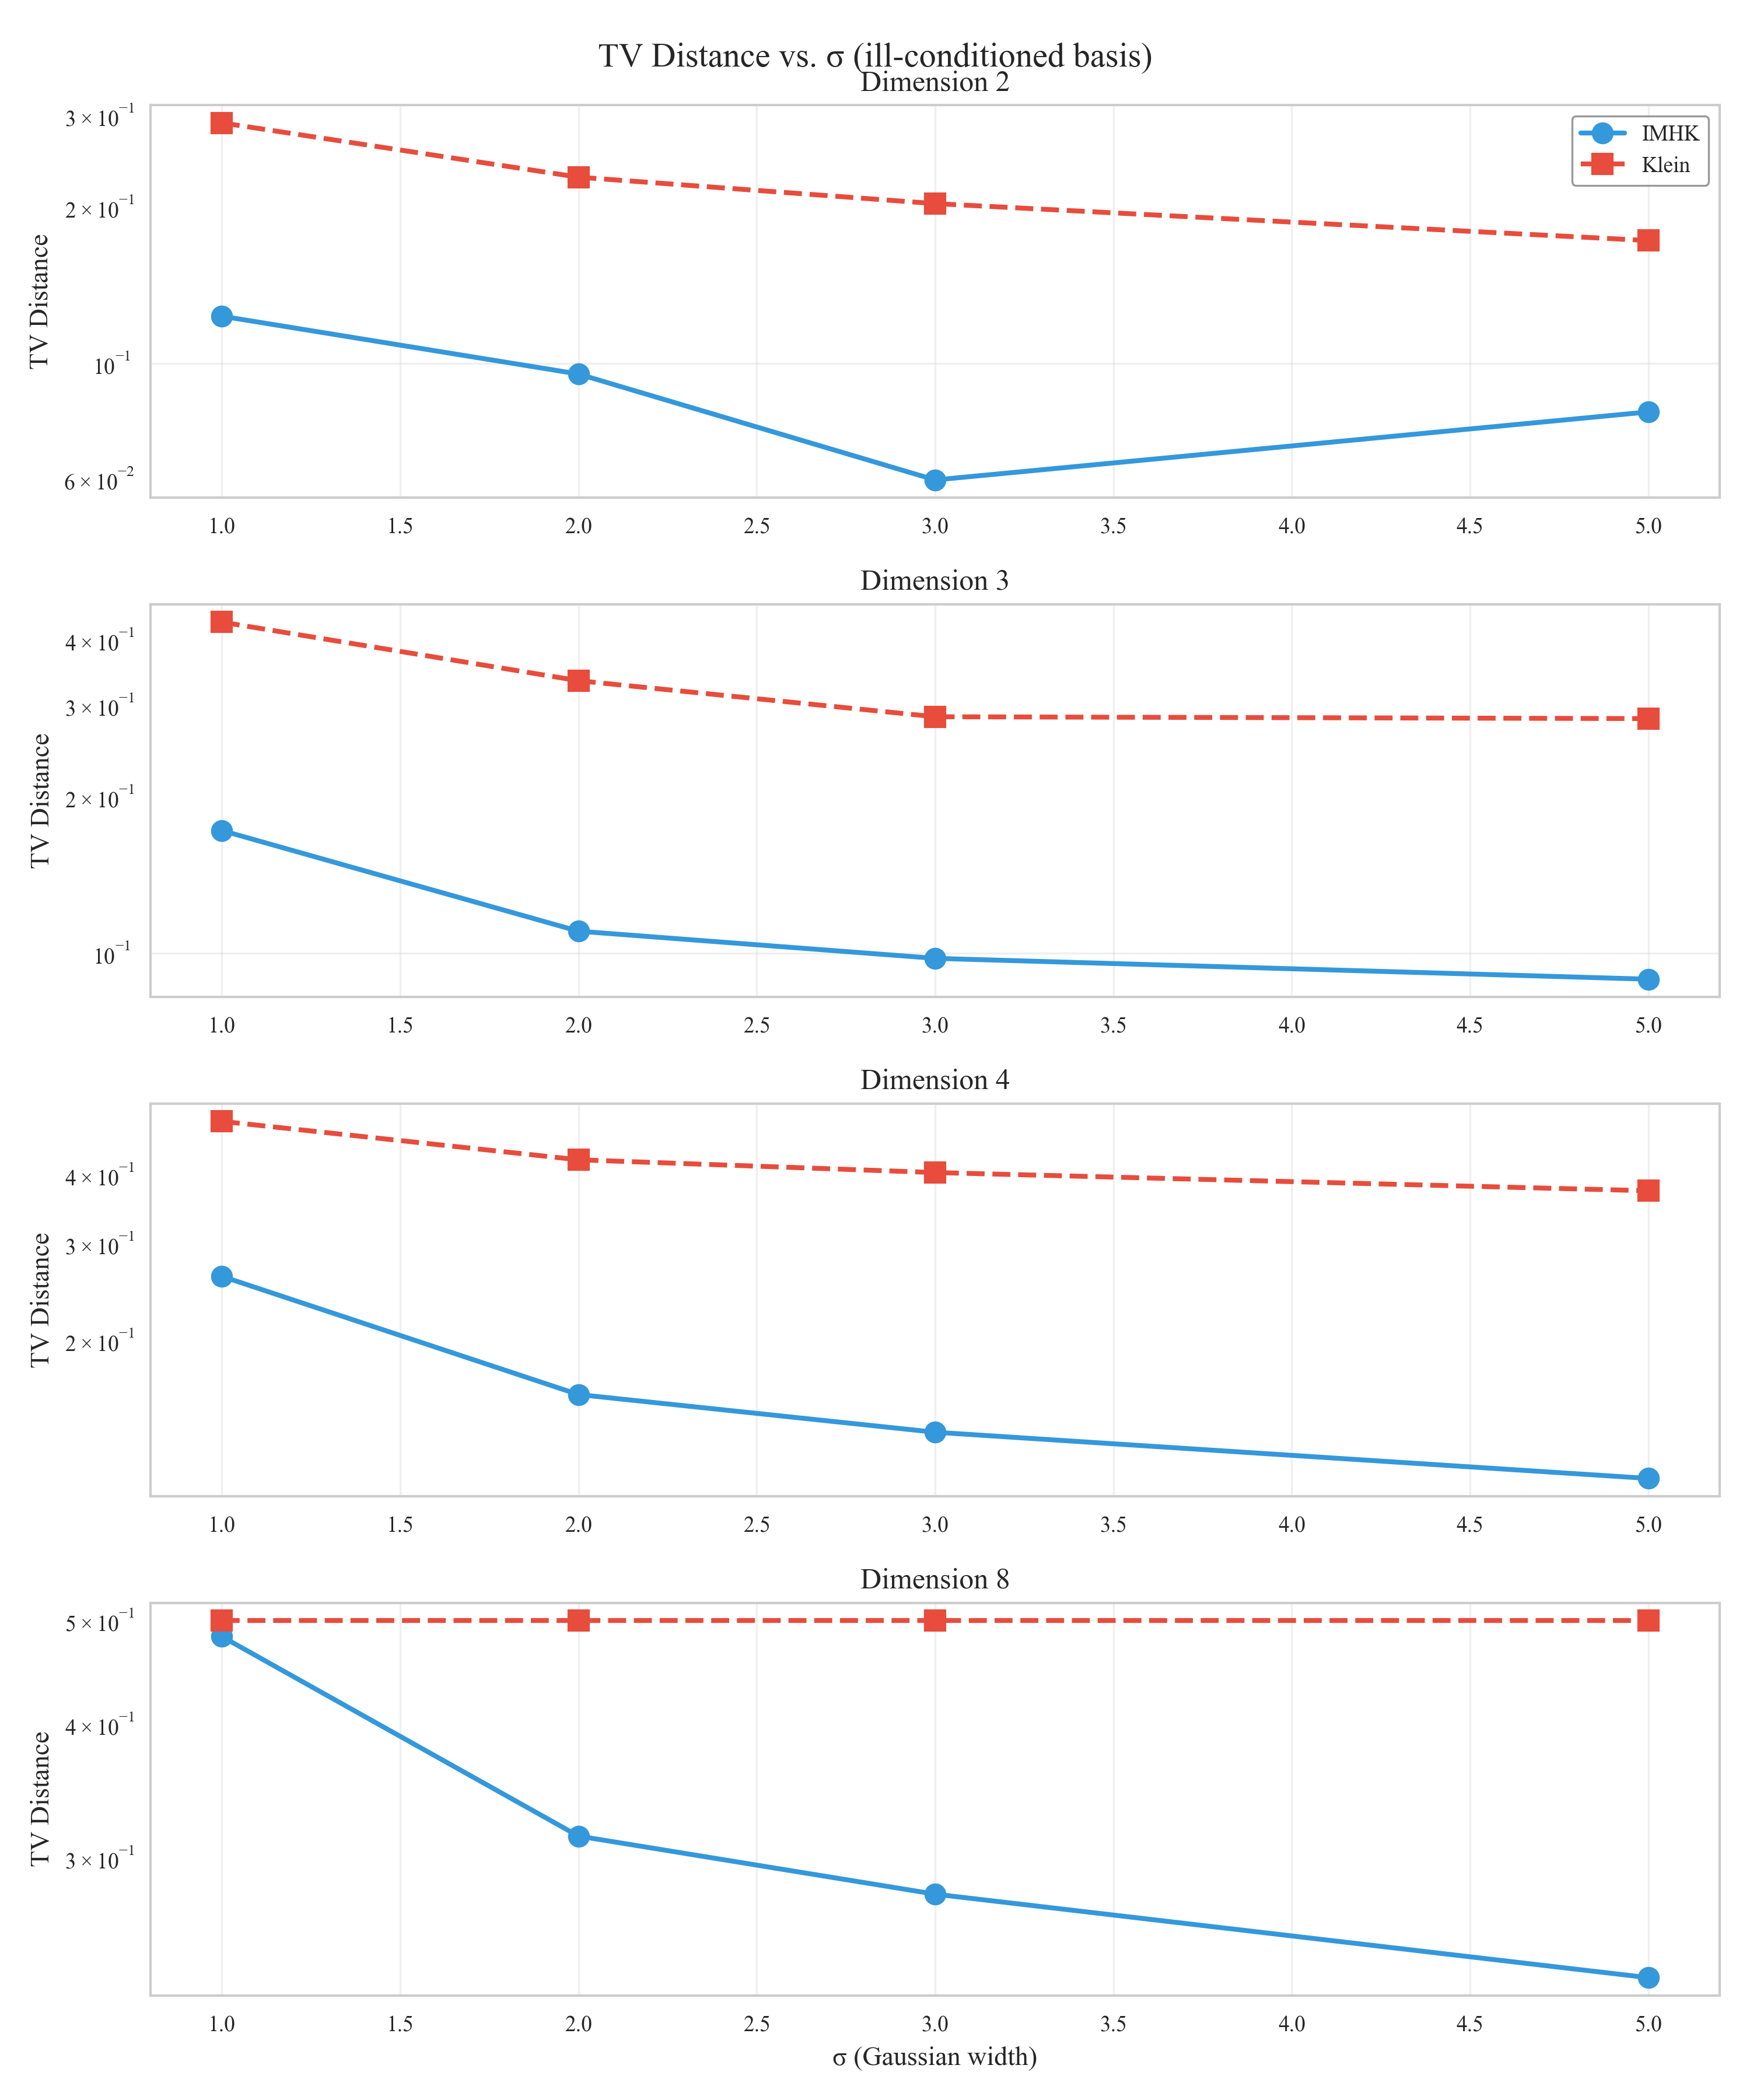 TV Distance vs. σ (ill-conditioned basis)
Dimension 2
TV Distance
3 × 10⁻¹
2 × 10⁻¹
10⁻¹
6 × 10⁻²
IMHK
Klein
1.0 1.5 2.0 2.5 3.0 3.5 4.0 4.5 5.0
Dimension 3
TV Distance
4 × 10⁻¹
3 × 10⁻¹
2 × 10⁻¹
10⁻¹
1.0 1.5 2.0 2.5 3.0 3.5 4.0 4.5 5.0
Dimension 4
TV Distance
4 × 10⁻¹
3 × 10⁻¹
2 × 10⁻¹
1.0 1.5 2.0 2.5 3.0 3.5 4.0 4.5 5.0
Dimension 8
TV Distance
5 × 10⁻¹
4 × 10⁻¹
3 × 10⁻¹
1.0 1.5 2.0 2.5 3.0 3.5 4.0 4.5 5.0
σ (Gaussian width)